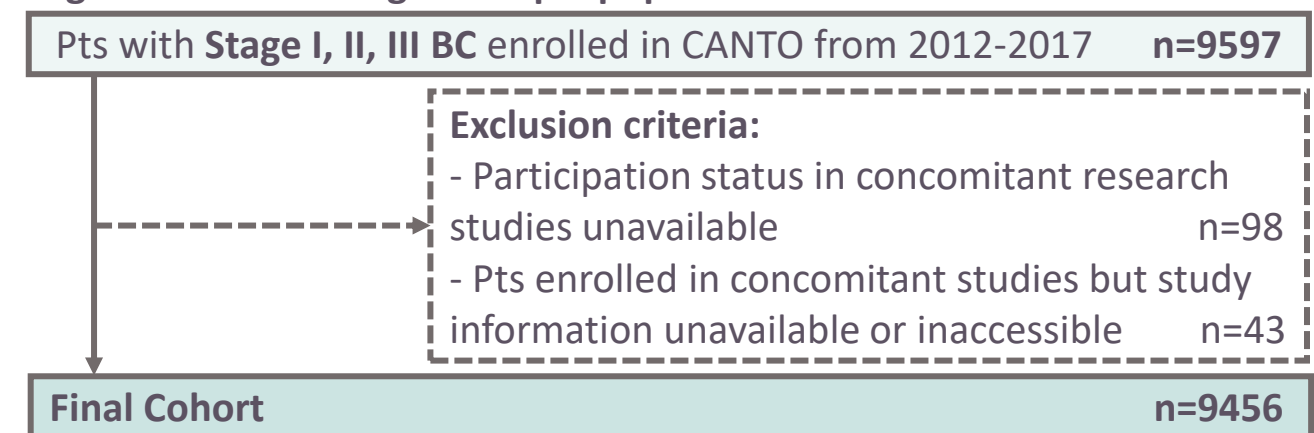 Pts with Stage I, II, III BC enrolled in CANTO from 2012-2017 n=9597
Exclusion criteria:
- Participation status in concomitant research
studies unavailable n=98
- Pts enrolled in concomitant studies but study
information unavailable or inaccessible n=43
Final Cohort n=9456